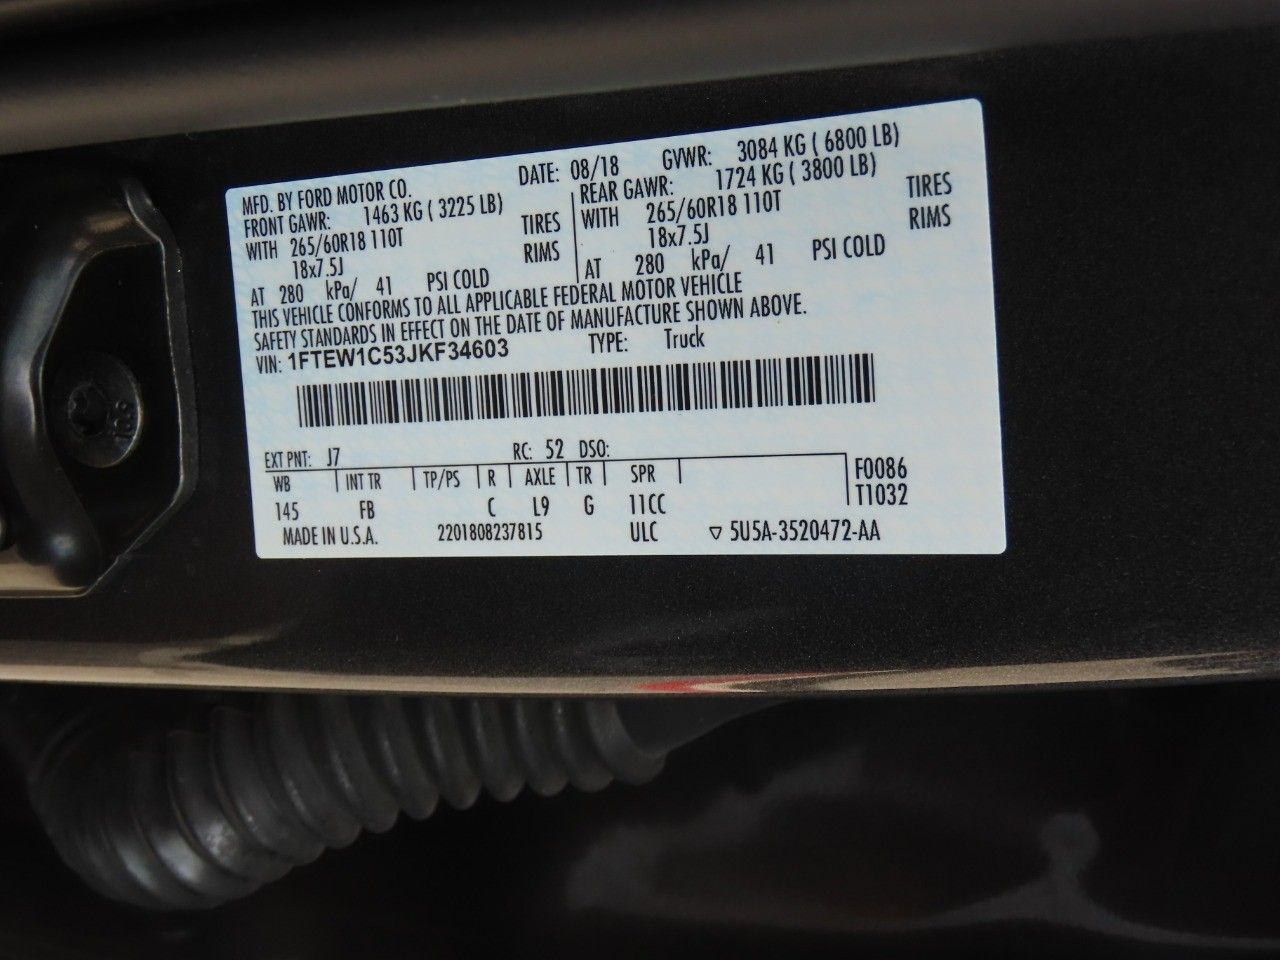 MFD. BY FORD MOTOR CO. DATE: 08/18 GVWR: 3084 KG ( 6800 LB)
FRONT GAWR: 1463 KG ( 3225 LB) REAR GAWR: 1724 KG ( 3800 LB)
WITH 265/60R18 110T TIRES WITH 265/60R18 110T TIRES
18x7.5J RIMS 18x7.5J RIMS
AT 280 kPa/ 41 PSI COLD AT 280 kPa/ 41 PSI COLD
THIS VEHICLE CONFORMS TO ALL APPLICABLE FEDERAL MOTOR VEHICLE
SAFETY STANDARDS IN EFFECT ON THE DATE OF MANUFACTURE SHOWN ABOVE.
VIN: 1FTEW1C53JKF34603 TYPE: Truck
EXT PNT: J7 RC: 52 DSO:
WB INT TR TP/PS R AXLE TR SPR F0086
145 FB C L9 G 11CC T1032
MADE IN U.S.A. 2201808237815 ULC ▽ 5U5A-3520472-AA